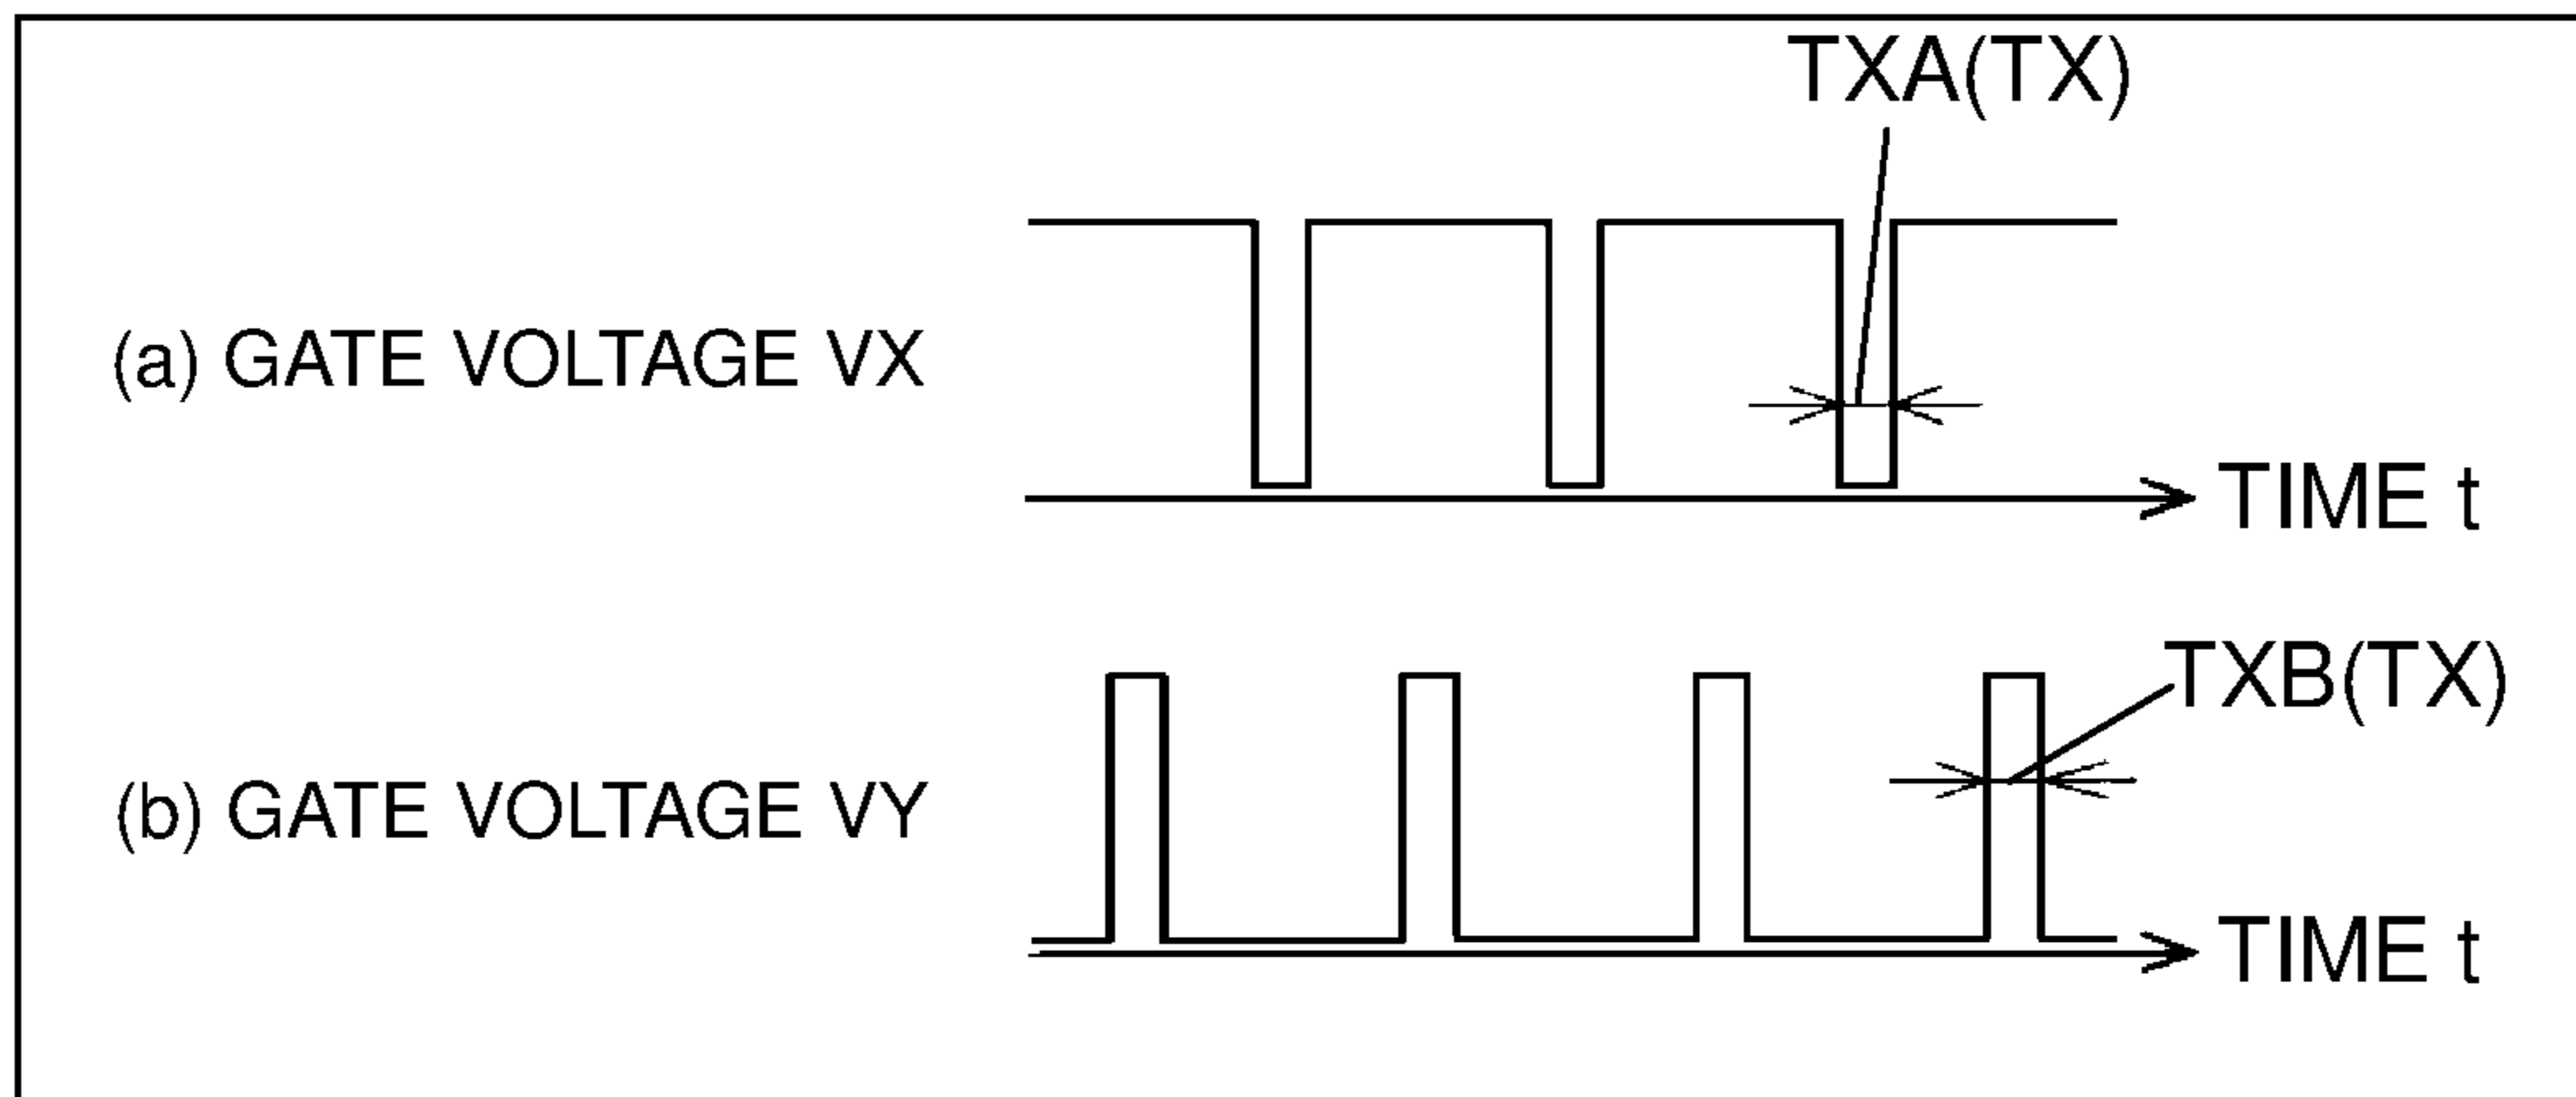 TXA(TX)
(a) GATE VOLTAGE VX
TIME t
TXB(TX)
(b) GATE VOLTAGE VY
TIME t